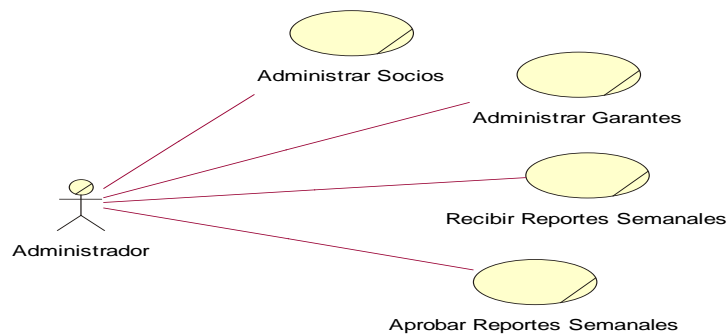 Administrar Socios
Administrar Garantes
Recibir Reportes Semanales
Administrador
Aprobar Reportes Semanales